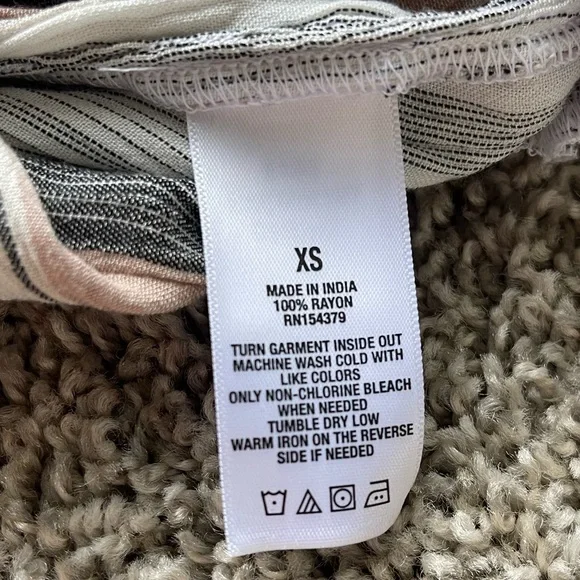 XS
MADE IN INDIA
100% RAYON
RN154379
TURN GARMENT INSIDE OUT
MACHINE WASH COLD WITH
LIKE COLORS
ONLY NON-CHLORINE BLEACH
WHEN NEEDED
TUMBLE DRY LOW
WARM IRON ON THE REVERSE
SIDE IF NEEDED